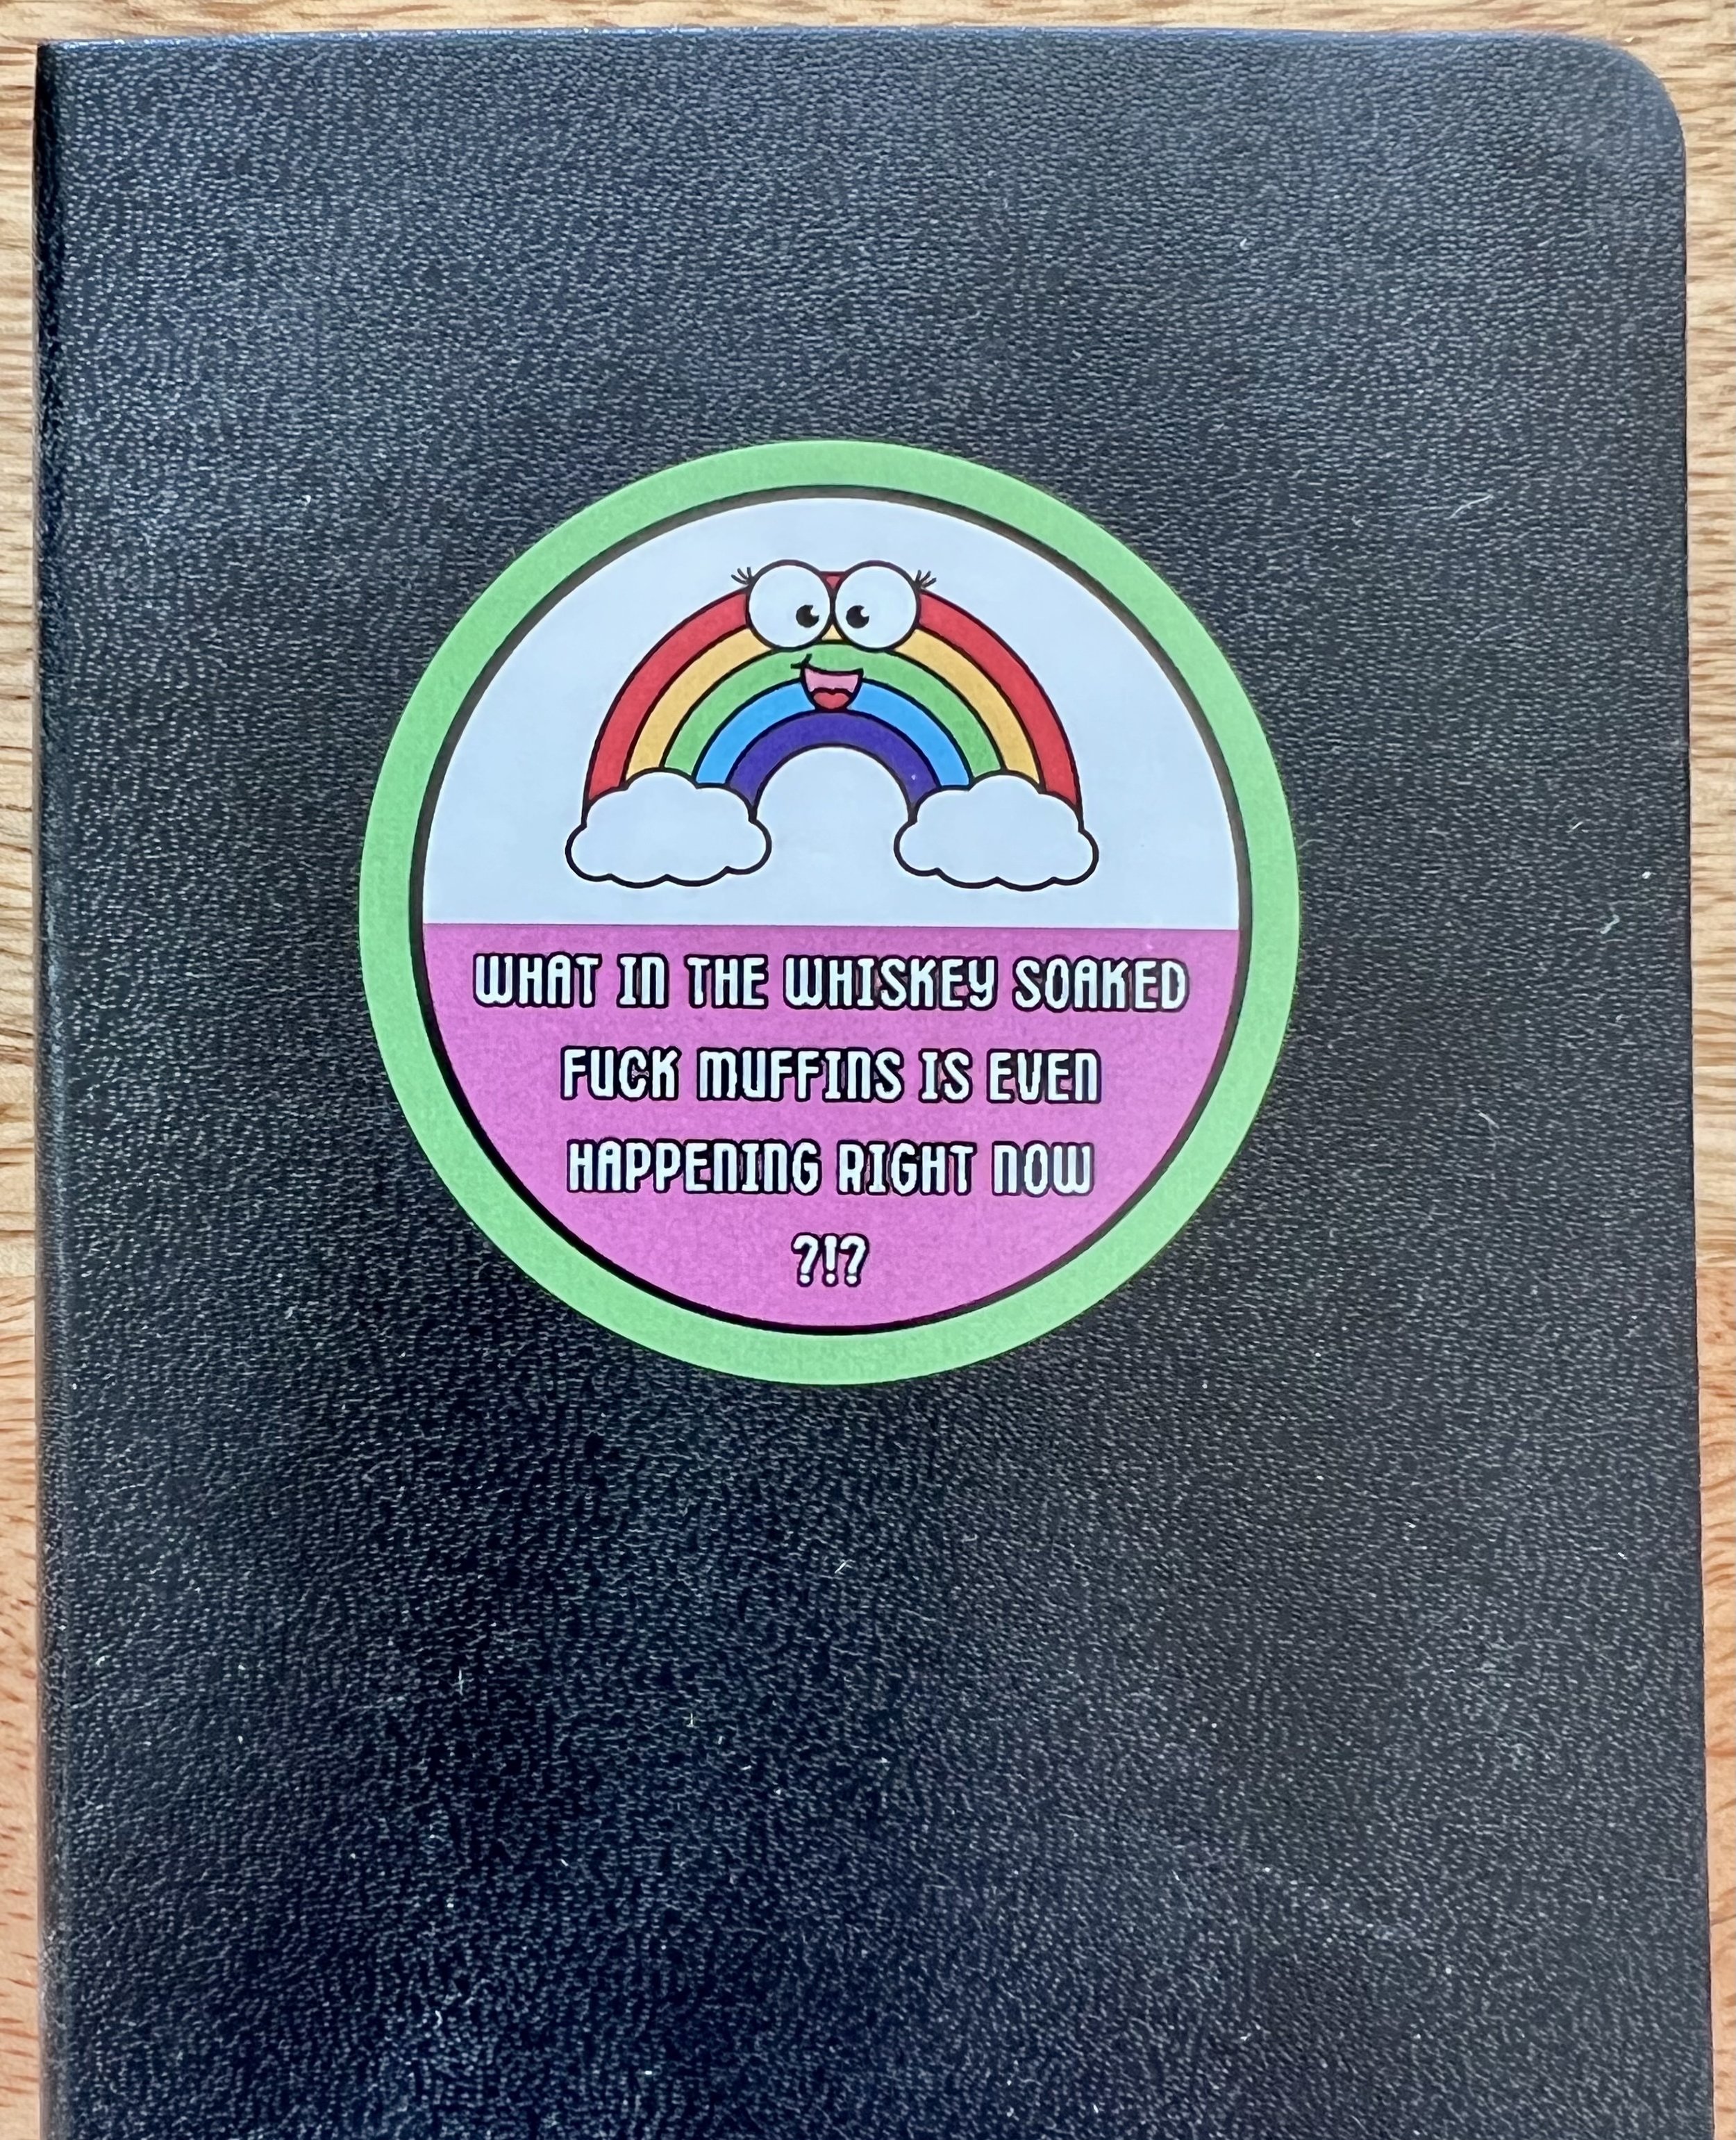 WHAT IN THE WHISKEY SOAKED
FUCK MUFFINS IS EVEN
HAPPENING RIGHT NOW
?!?